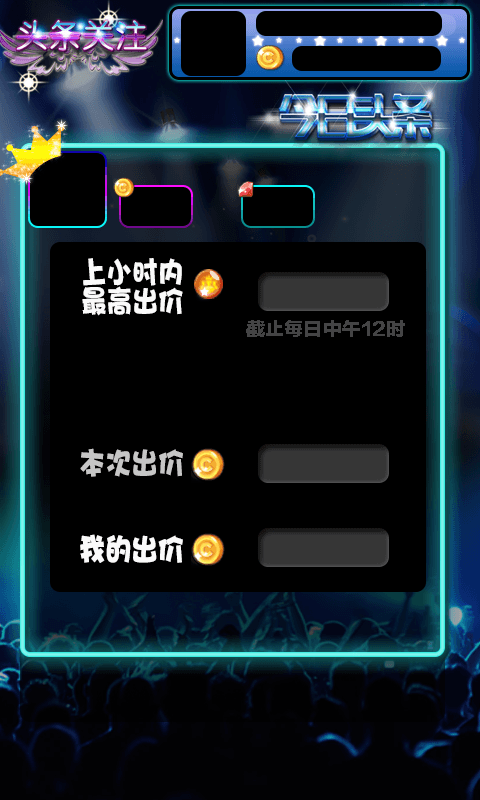 头条关注
今日头条
上小时内
最高出价
截止每日中午12时
本次出价
我的出价